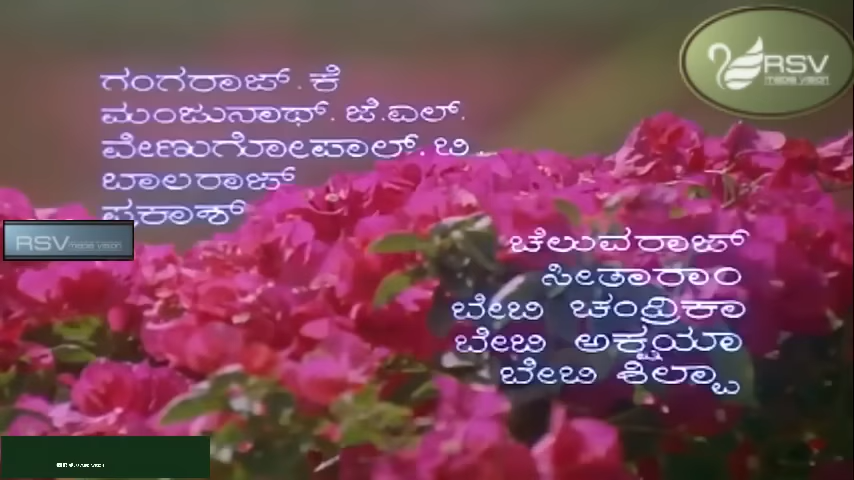 ಗಂಗರಾಜ್. ಕೆ
ಮಂಜುನಾಥ್. ಜಿ.ಎಲ್.
ವೇಣುಗೋಪಾಲ್. ಬಿ.
ಬಾಲರಾಜ್
ಪ್ರಕಾಶ್
ಚೆಲುವರಾಜ್
ಸೀತಾರಾಂ
ಬೇಬಿ ಚಂದ್ರಿಕಾ
ಬೇಬಿ ಅಕ್ಷಯಾ
ಬೇಬಿ ಶಿಲ್ಪಾ
RSV
media vision
RSV media vision